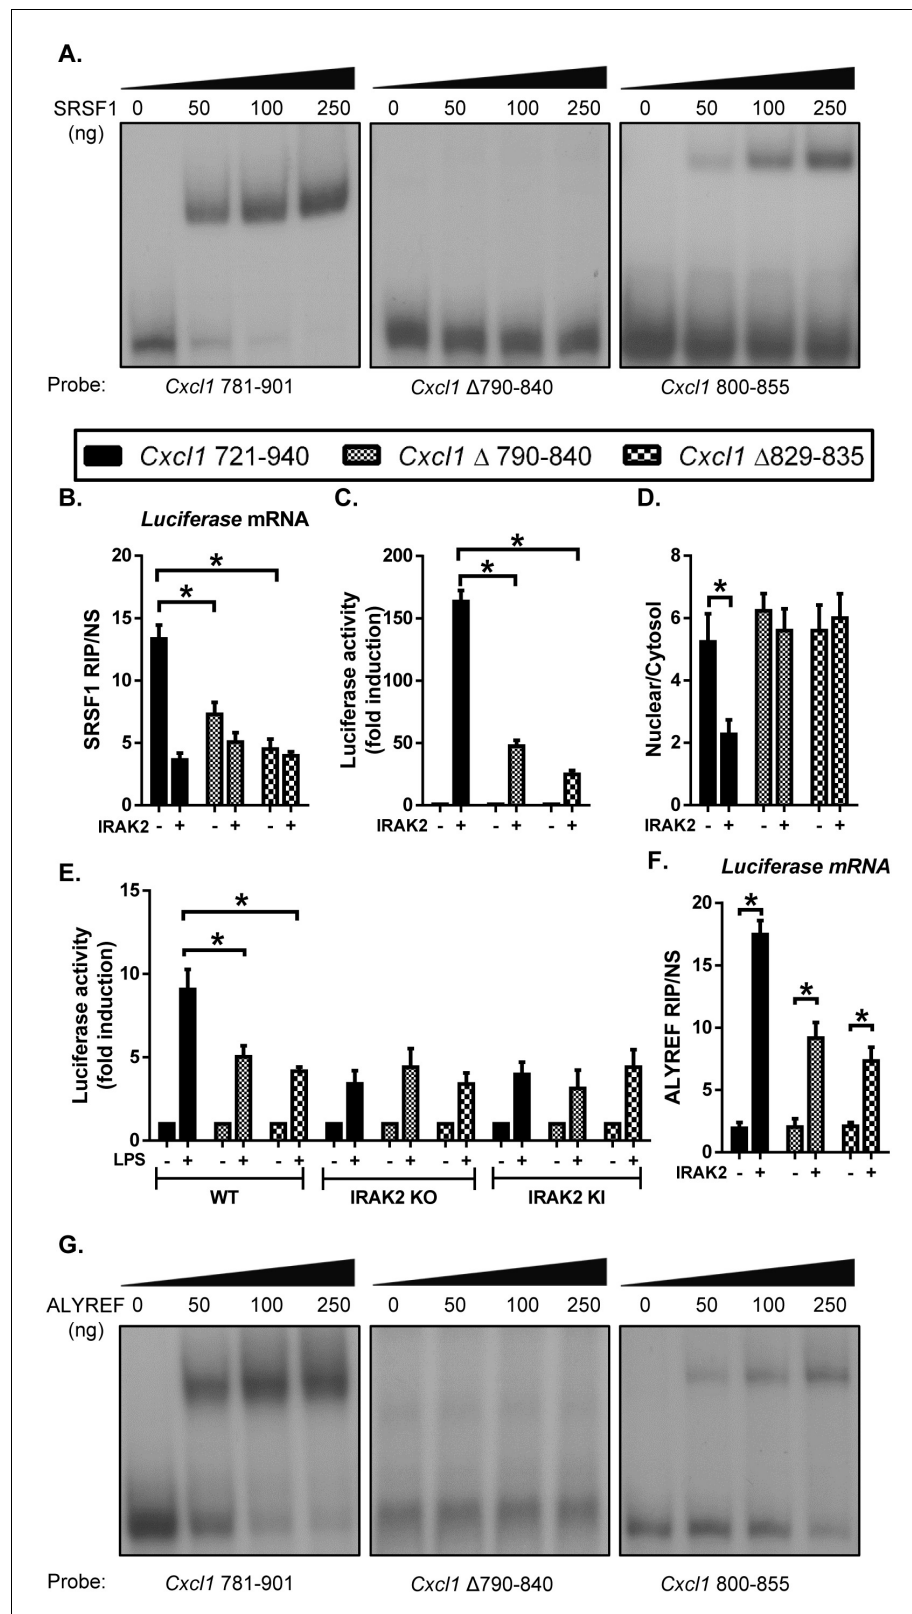 A.
SRSF1 (ng) 0 50 100 250 0 50 100 250 0 50 100 250
Probe: Cxcl1 781-901 Cxcl1 Δ790-840 Cxcl1 800-855
Cxcl1 721-940 Cxcl1 Δ 790-840 Cxcl1 Δ829-835
B.
Luciferase mRNA
SRSF1 RIP/NS
20
15
10
5
0
* *
IRAK2 - + - + - +
C.
Luciferase activity
(fold induction)
200
150
100
50
0
* *
IRAK2 - + - + - +
D.
Nuclear/Cytosol
8
6
4
2
0
*
IRAK2 - + - + - +
E.
Luciferase activity
(fold induction)
15
10
5
0
* *
LPS - + - + - + - + - + - + - + - + - +
WT IRAK2 KO IRAK2 KI
F.
Luciferase mRNA
ALYREF RIP/NS
20
15
10
5
0
* * *
IRAK2 - + - + - +
G.
ALYREF (ng) 0 50 100 250 0 50 100 250 0 50 100 250
Probe: Cxcl1 781-901 Cxcl1 Δ790-840 Cxcl1 800-855